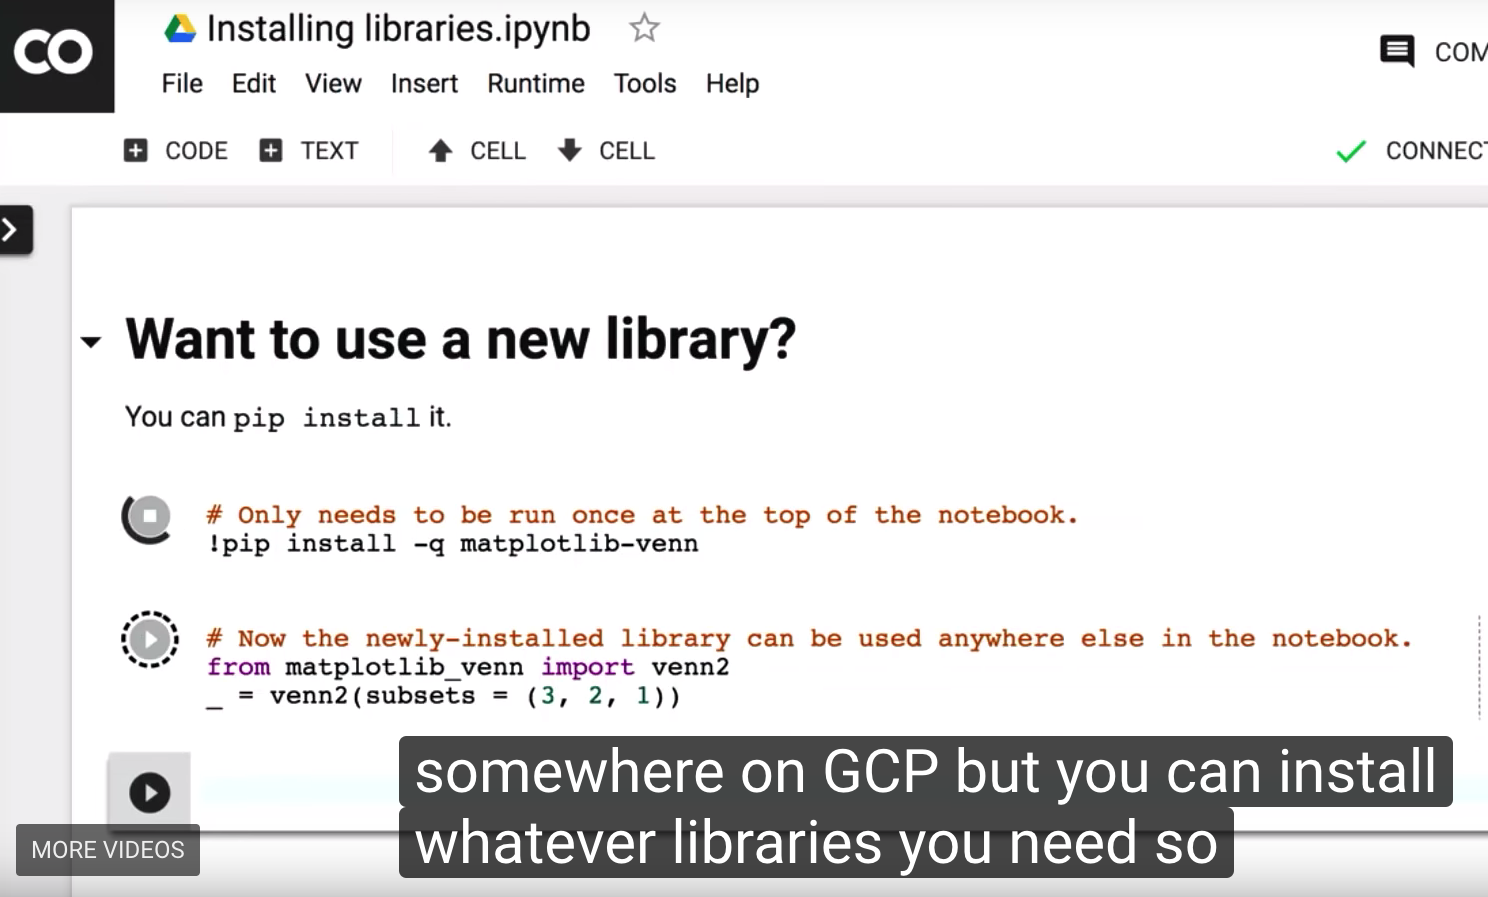 CO
Installing libraries.ipynb
File Edit View Insert Runtime Tools Help
COM
CODE TEXT CELL CELL
CONNECT
Want to use a new library?
You can pip install it.
# Only needs to be run once at the top of the notebook.
!pip install -q matplotlib-venn
# Now the newly-installed library can be used anywhere else in the notebook.
from matplotlib_venn import venn2
_ = venn2(subsets = (3, 2, 1))
somewhere on GCP but you can install
whatever libraries you need so
MORE VIDEOS